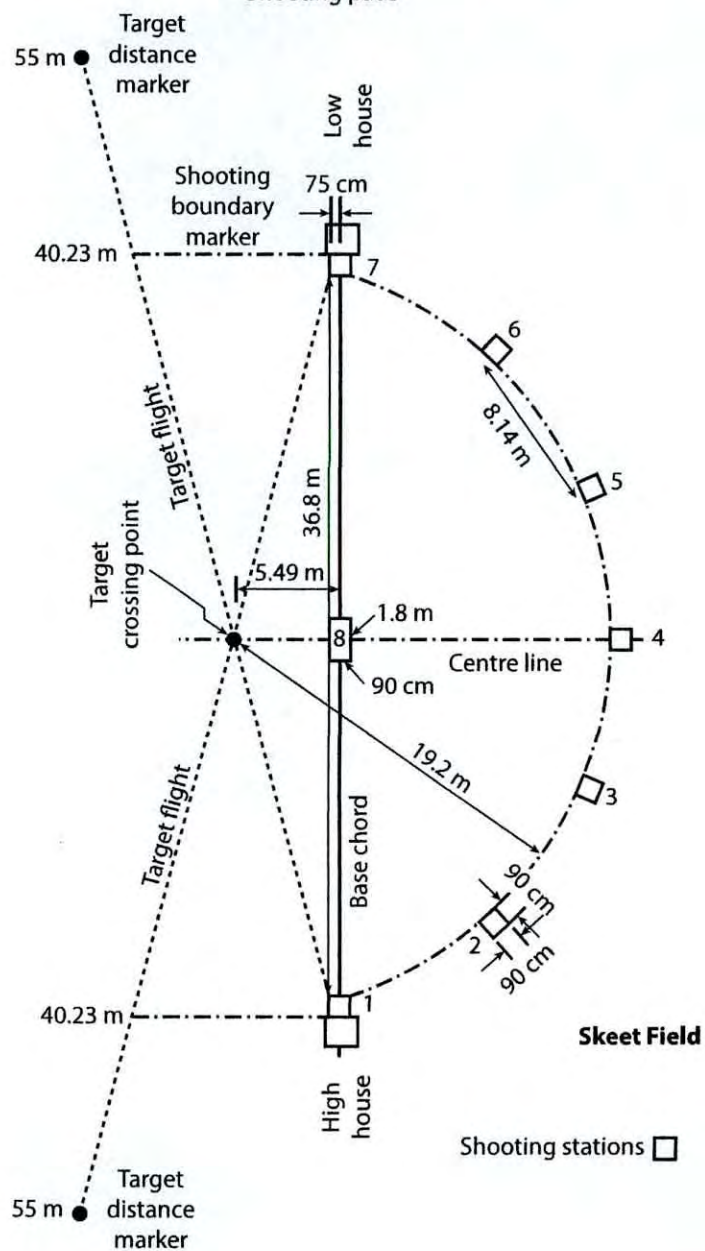 Target
distance
marker
55 m
Low
house
75 cm
Shooting
boundary
marker
40.23 m
7
6
Target flight
8.14 m
5
36.8 m
5.49 m
Target
crossing point
8
1.8 m
4
Centre line
90 cm
19.2 m
3
Target flight
Base chord
90 cm
2
90 cm
1
40.23 m
Skeet Field
High
house
Shooting stations
Target
distance
marker
55 m